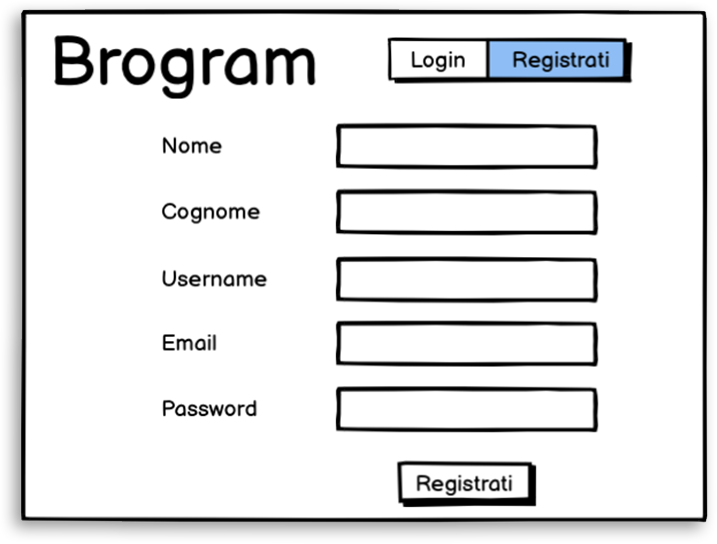 Brogram
Login Registrati
Nome
Cognome
Username
Email
Password
Registrati